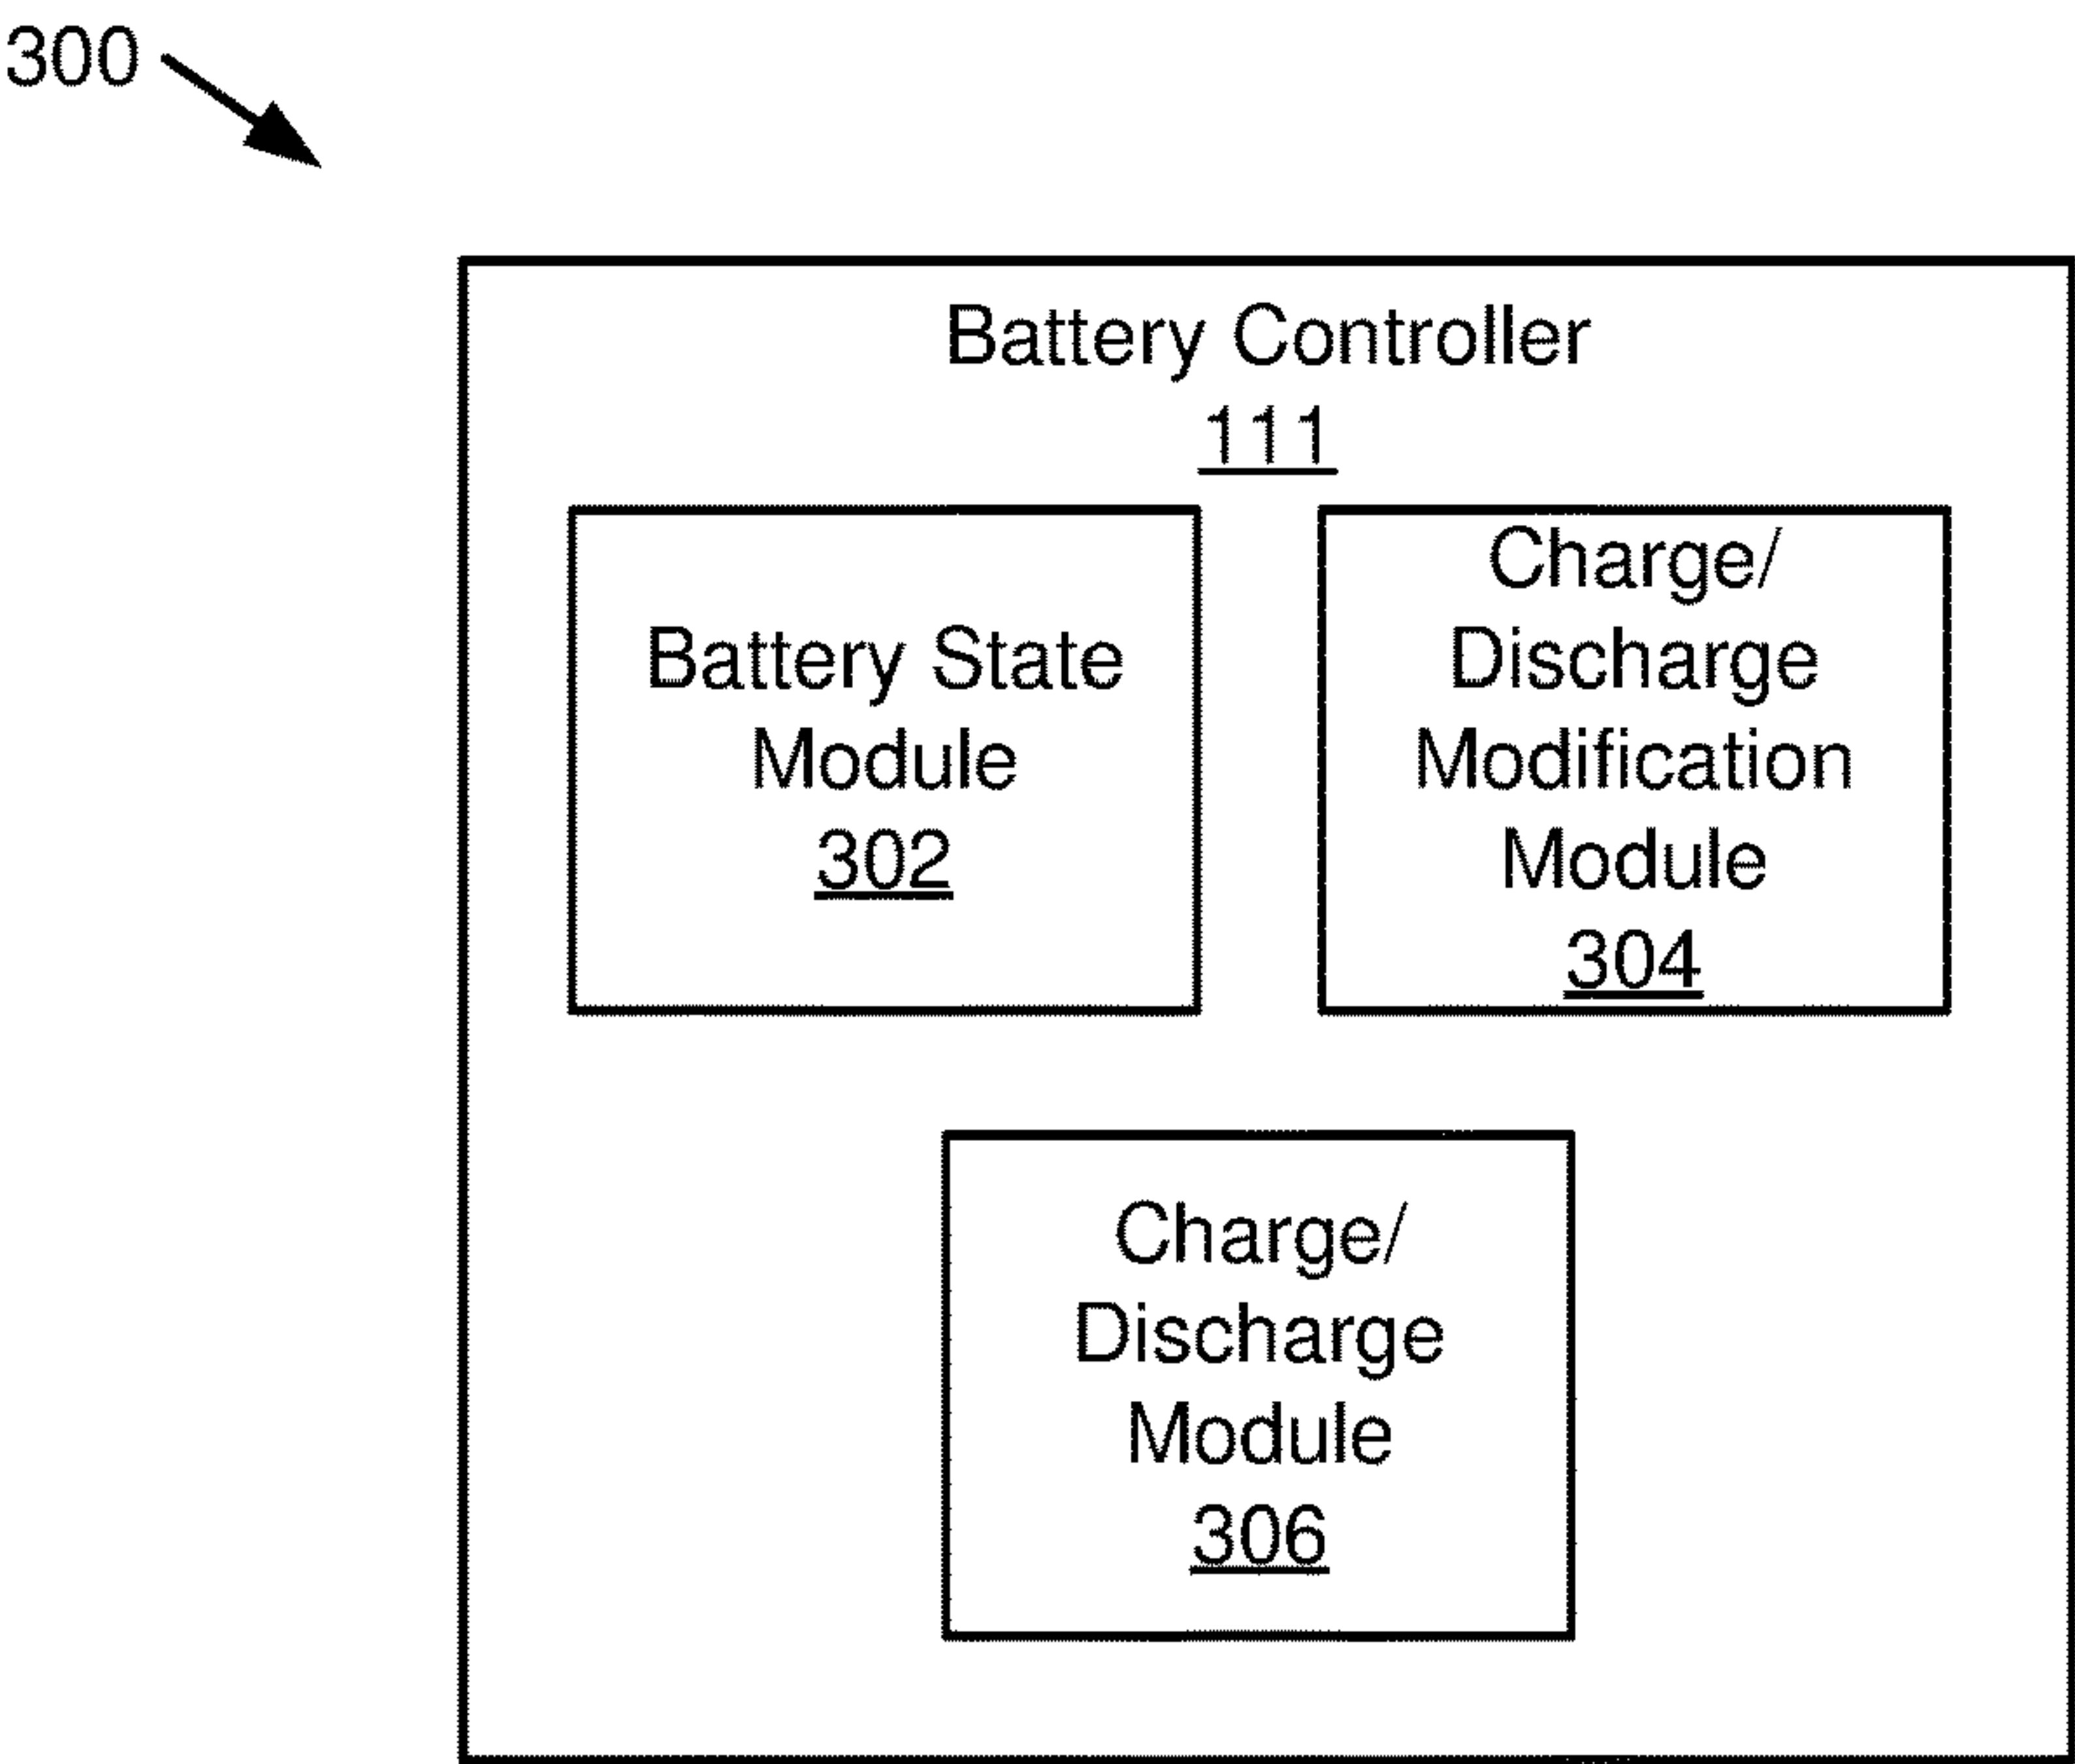 300
Battery Controller
111
Battery State
Module
302
Charge/
Discharge
Modification
Module
304
Charge/
Discharge
Module
306